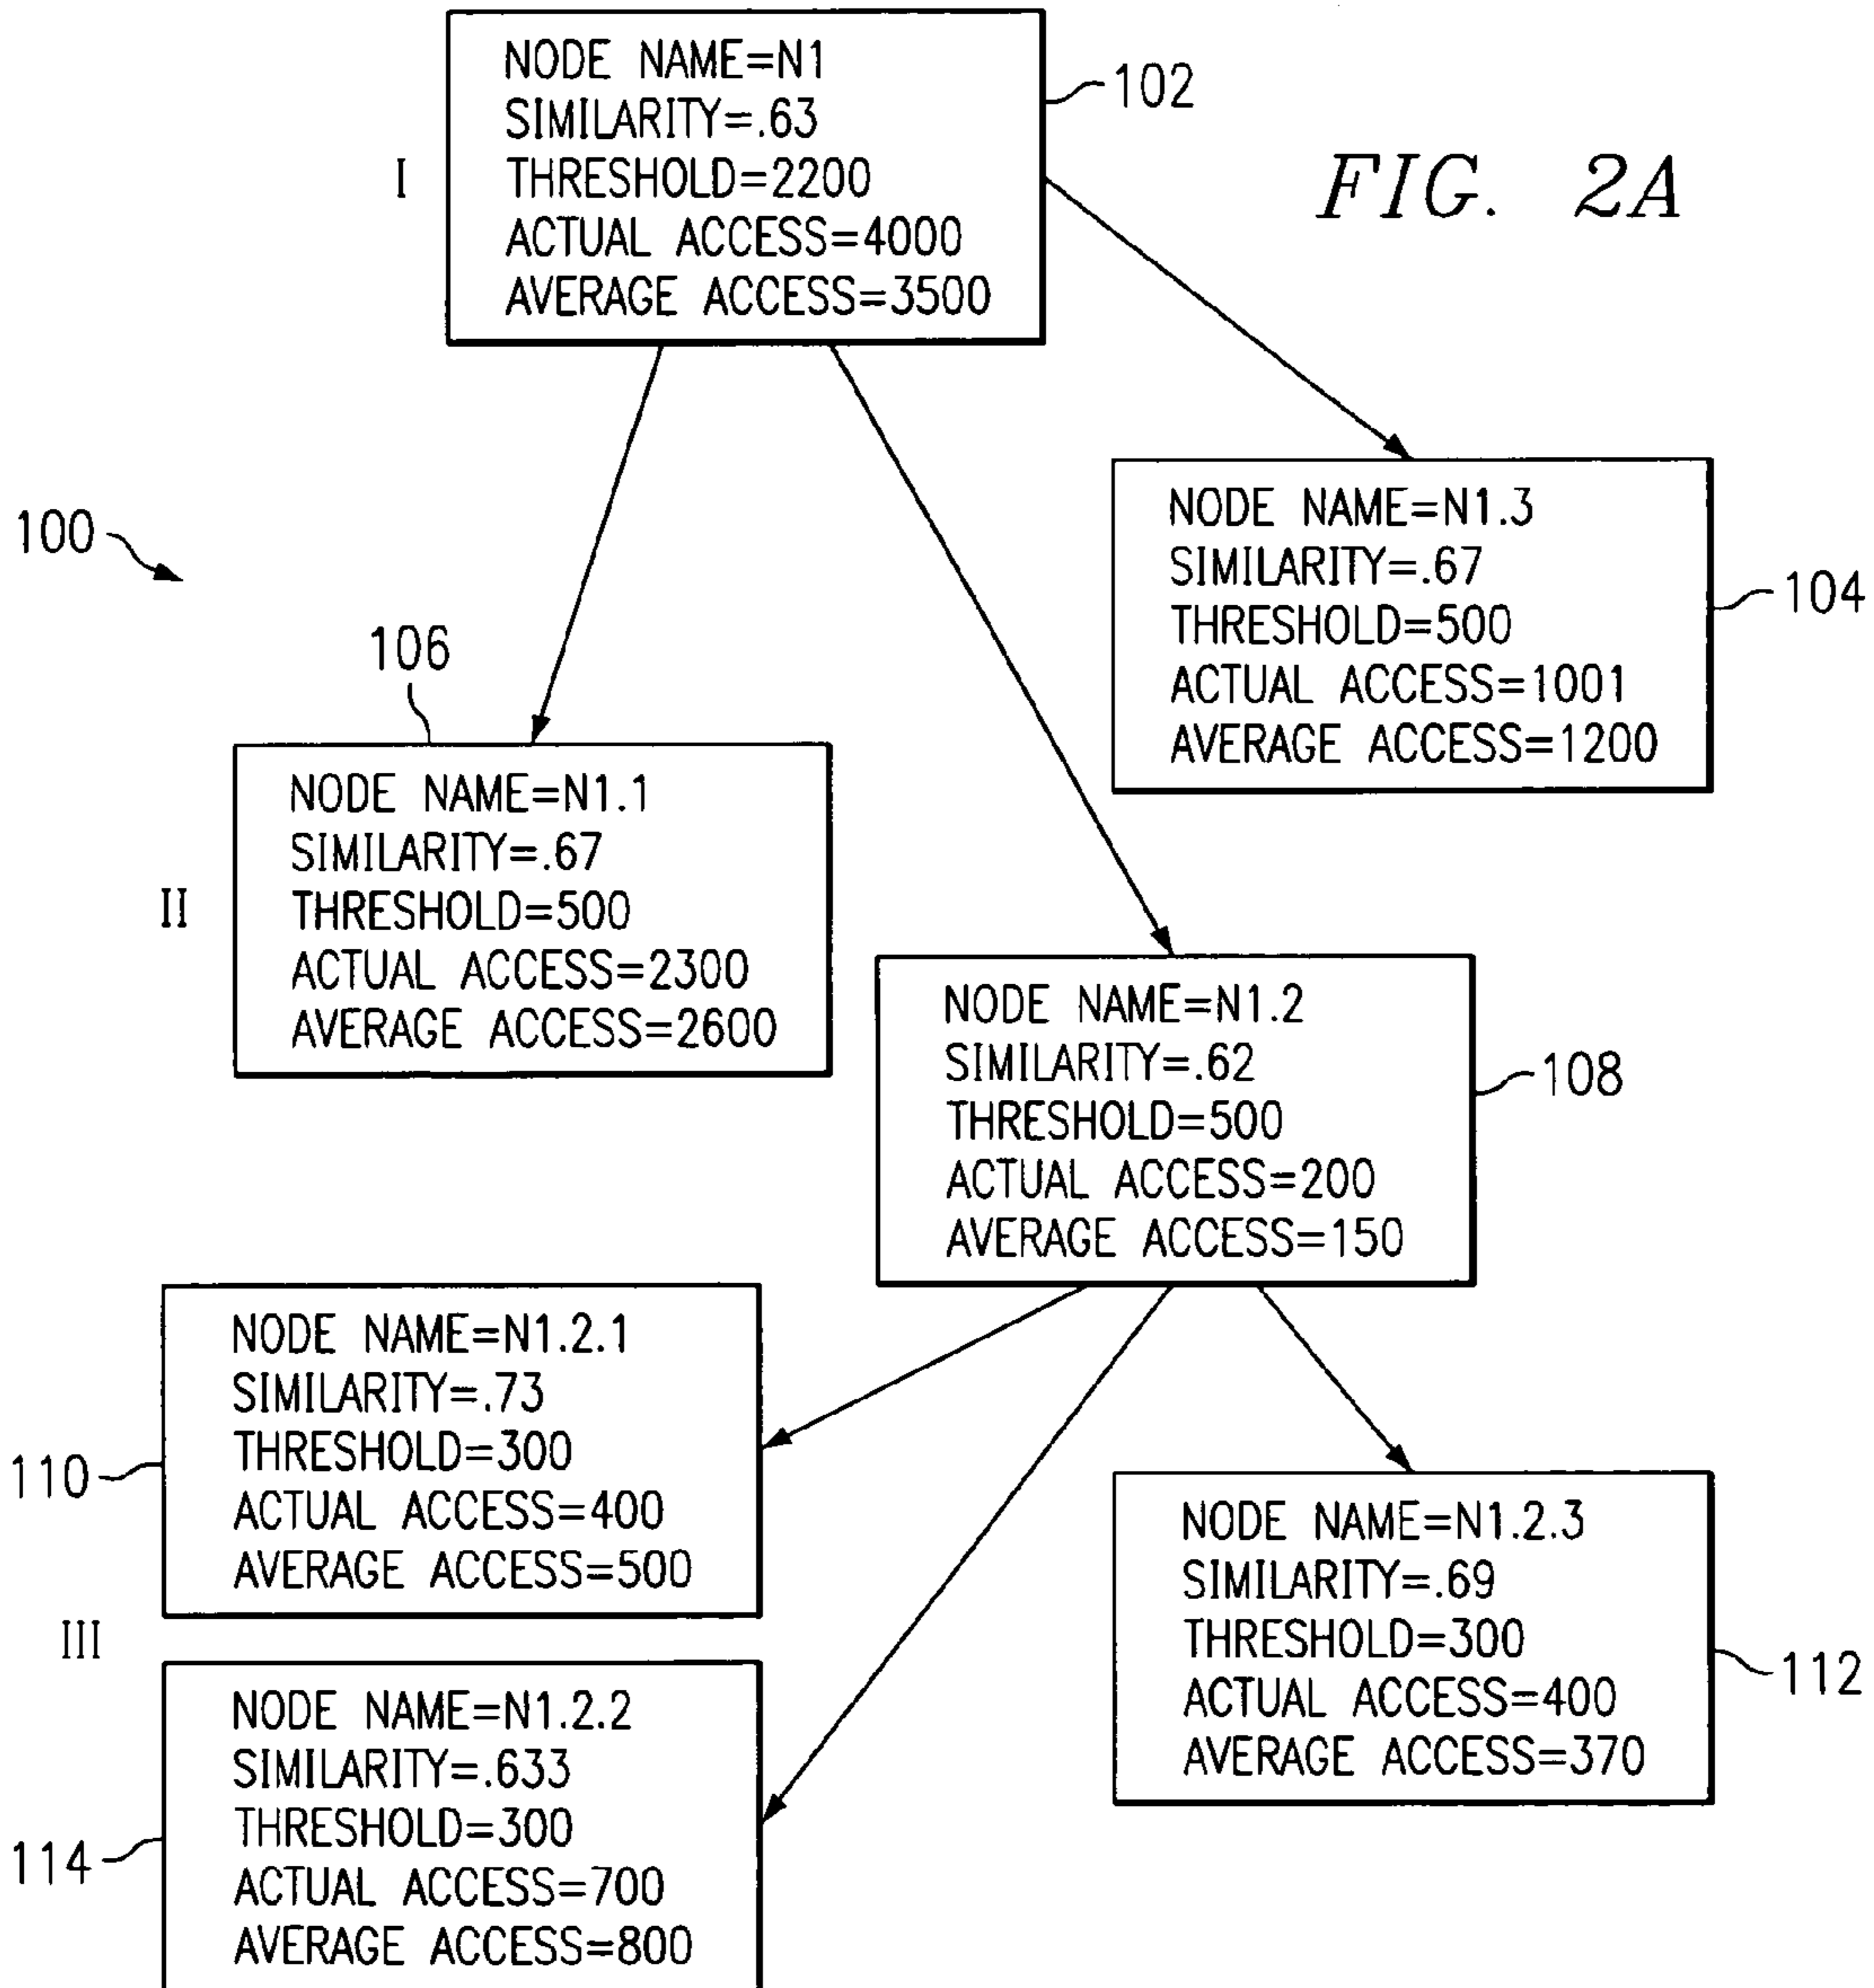 NODE NAME=N1
SIMILARITY=.63
THRESHOLD=2200
ACTUAL ACCESS=4000
AVERAGE ACCESS=3500
102
I
FIG. 2A
NODE NAME=N1.3
SIMILARITY=.67
THRESHOLD=500
ACTUAL ACCESS=1001
AVERAGE ACCESS=1200
104
100
106
NODE NAME=N1.1
SIMILARITY=.67
THRESHOLD=500
ACTUAL ACCESS=2300
AVERAGE ACCESS=2600
II
NODE NAME=N1.2
SIMILARITY=.62
THRESHOLD=500
ACTUAL ACCESS=200
AVERAGE ACCESS=150
108
NODE NAME=N1.2.1
SIMILARITY=.73
THRESHOLD=300
ACTUAL ACCESS=400
AVERAGE ACCESS=500
110
NODE NAME=N1.2.3
SIMILARITY=.69
THRESHOLD=300
ACTUAL ACCESS=400
AVERAGE ACCESS=370
112
III
NODE NAME=N1.2.2
SIMILARITY=.633
THRESHOLD=300
ACTUAL ACCESS=700
AVERAGE ACCESS=800
114